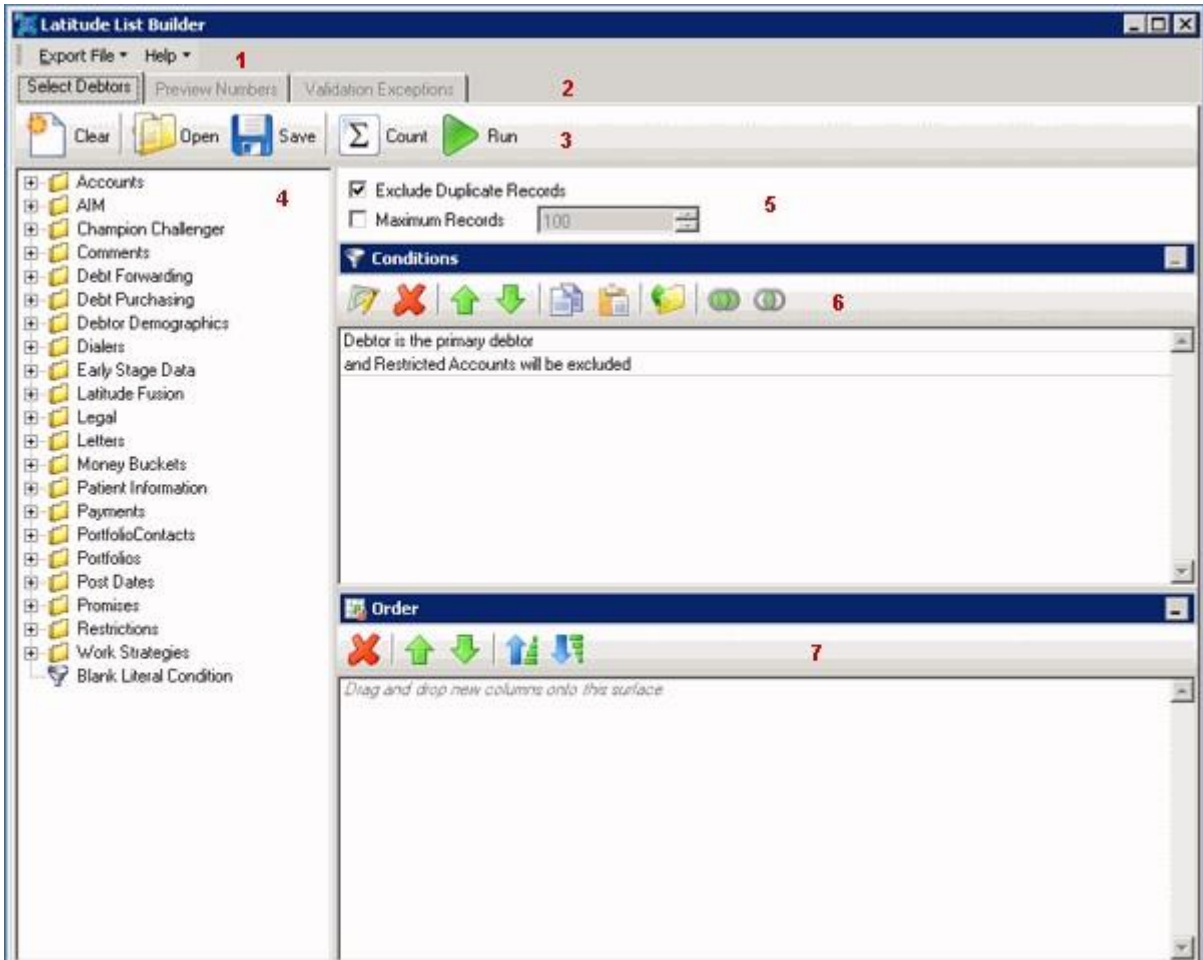 Latitude List Builder
Export File Help 1
Select Debtors Preview Numbers Validation Exceptions 2
Clear Open Save Σ Count Run 3
4
Accounts
AIM
Champion Challenger
Comments
Debt Forwarding
Debt Purchasing
Debtor Demographics
Dialers
Early Stage Data
Latitude Fusion
Legal
Letters
Money Buckets
Patient Information
Payments
PortfolioContacts
Portfolios
Post Dates
Promises
Restrictions
Work Strategies
Blank Literal Condition
Exclude Duplicate Records
5
Maximum Records 100
Conditions
6
Debtor is the primary debtor
and Restricted Accounts will be excluded
Order
7
Drag and drop new columns onto this surface